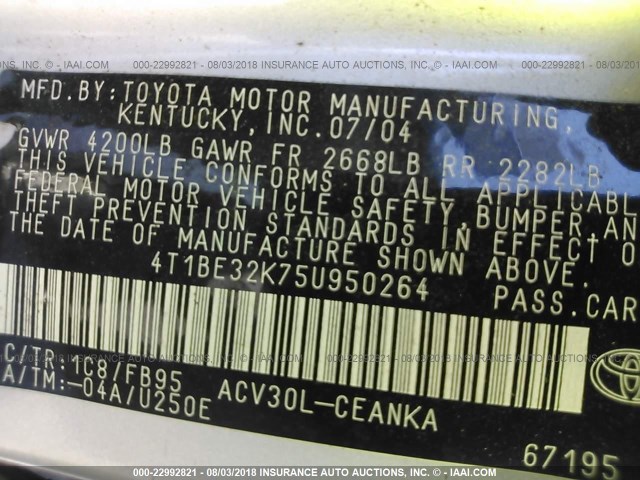 000-22992821 - 08/03/2018 INSURANCE AUTO AUCTIONS, INC. - IAAI.COM
MFD.BY:TOYOTA MOTOR MANUFACTURING,
KENTUCKY, INC. 07/04
GVWR 4200LB GAWR FR 2668LB RR 2282LB
THIS VEHICLE CONFORMS TO ALL APPLICABL
FEDERAL MOTOR VEHICLE SAFETY, BUMPER, AN
THEFT PREVENTION STANDARDS IN EFFECT O
THE DATE OF MANUFACTURE SHOWN ABOVE.
4T1BE32K75U950264 PASS.CAR
C/TR:1C8/FB95
A/TM:-04A/U250E ACV30L-CEANKA
TOYOTA
67195
000-22992821 - 08/03/2018 INSURANCE AUTO AUCTIONS, INC. - IAAI.COM